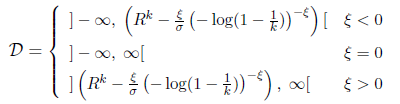 ] − ∞, (R^k − ξ/σ (− log(1 − 1/k))^−ξ) [ ξ < 0
𝒟 = { ] − ∞, ∞[ ξ = 0
] (R^k − ξ/σ (− log(1 − 1/k))^−ξ) , ∞[ ξ > 0